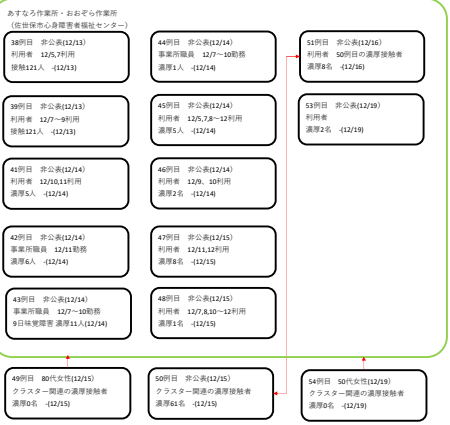 あすなろ作業所・おおぞら作業所
（佐世保市心身障害者福祉センター）
38例目　非公表(12/13)
利用者　12/5,7利用
接触121人　-(12/13)
39例目　非公表(12/13)
利用者　12/7～9利用
接触121人　-(12/13)
41例目　非公表(12/14)
利用者　12/10,11利用
濃厚5人　-(12/14)
42例目　非公表(12/14)
事業所職員　12/11勤務
濃厚6人　-(12/14)
43例目　非公表(12/14)
事業所職員　12/7～10勤務
9日味覚障害 濃厚11人(12/14)
44例目　非公表(12/14)
事業所職員　12/7～10勤務
濃厚1人　-(12/14)
45例目　非公表(12/14)
利用者　12/5,7,8～12利用
濃厚5人　-(12/14)
46例目　非公表(12/14)
利用者　12/9、10利用
濃厚2名　-(12/14)
47例目　非公表(12/15)
利用者　12/11,12利用
濃厚8名　-(12/15)
48例目　非公表(12/15)
利用者　12/7,8,10～12利用
濃厚1名　-(12/15)
51例目　非公表(12/16)
利用者　50例目の濃厚接触者
濃厚8名　-(12/16)
53例目　非公表(12/19)
利用者
濃厚2名　-(12/19)
49例目　80代女性(12/15)
クラスター関連の濃厚接触者
濃厚0名　-(12/15)
50例目　非公表(12/15)
クラスター関連の濃厚接触者
濃厚61名　-(12/15)
54例目　50代女性(12/19)
クラスター関連の濃厚接触者
濃厚0名　-(12/19)